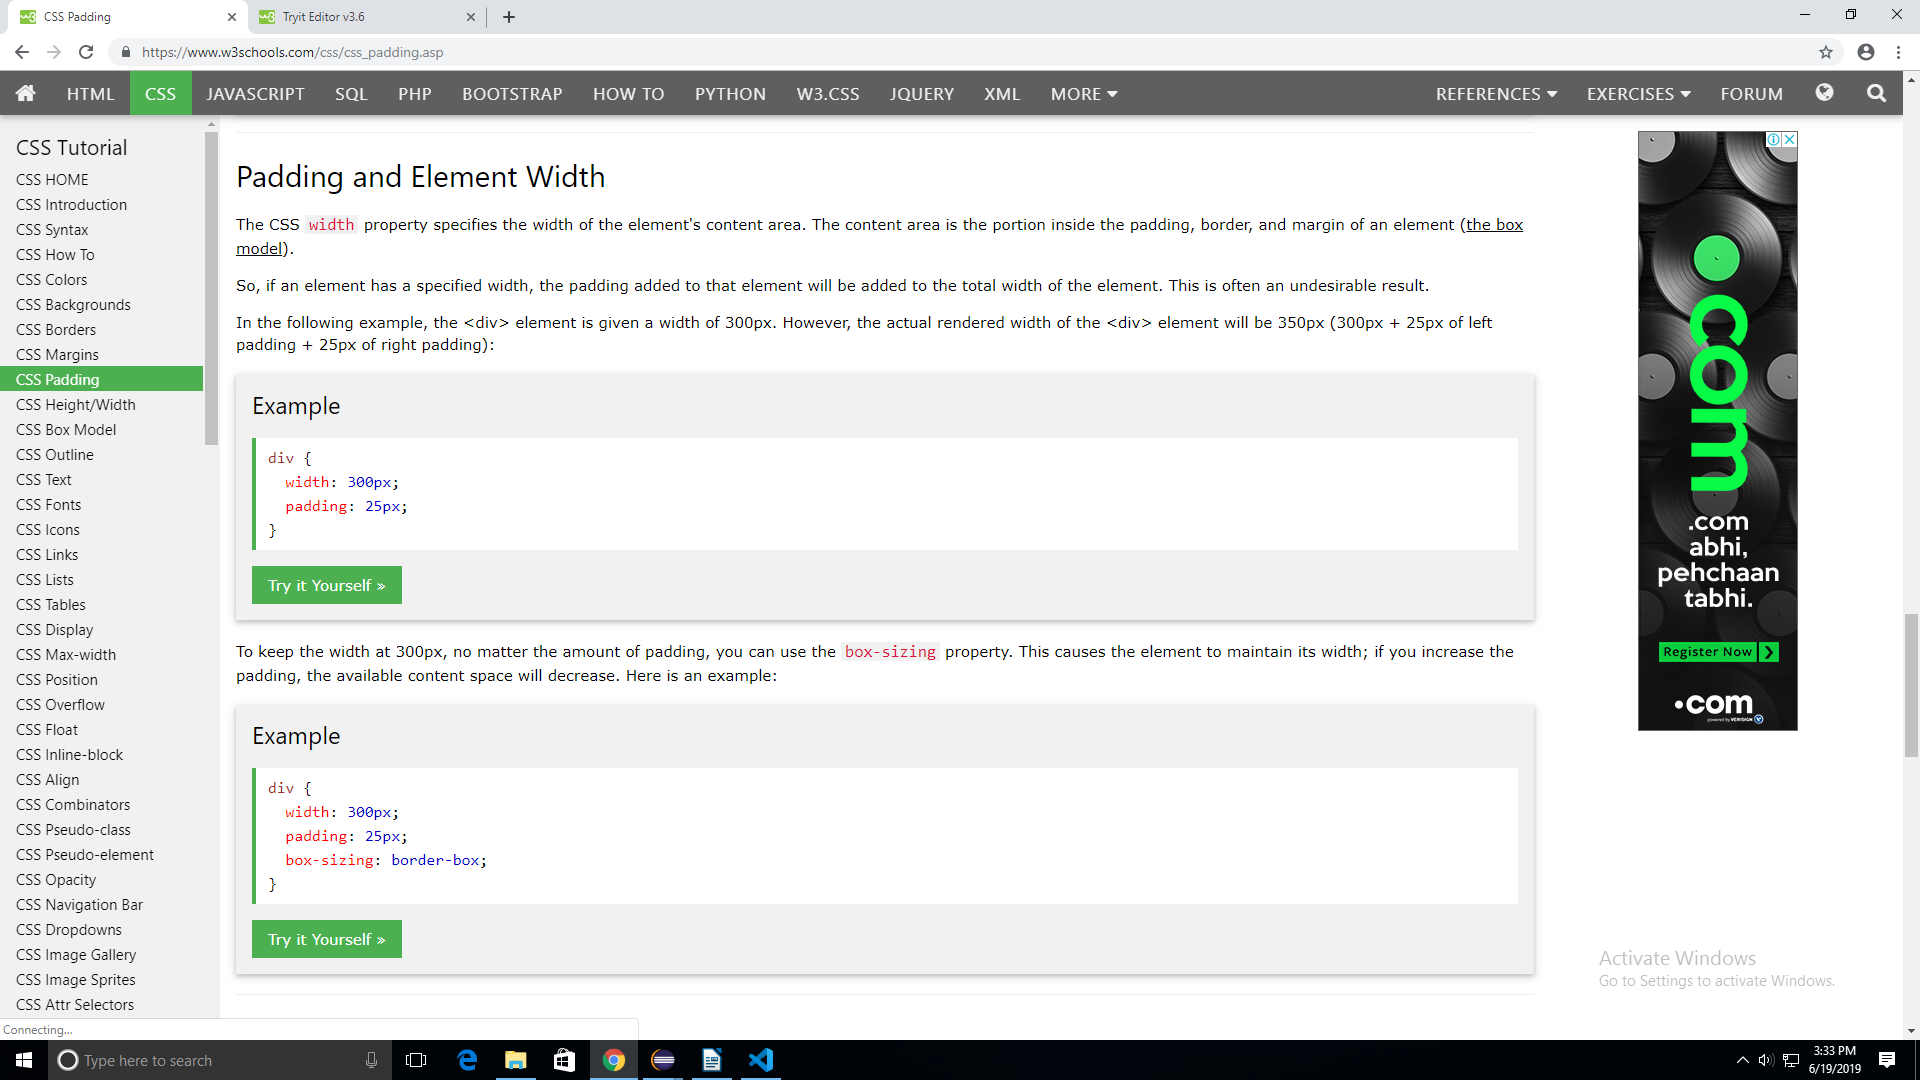 CSS Padding
Tryit Editor v3.6
https://www.w3schools.com/css/css_padding.asp
HTML
CSS
JAVASCRIPT
SQL
PHP
BOOTSTRAP
HOW TO
PYTHON
W3.CSS
JQUERY
XML
MORE
REFERENCES
EXERCISES
FORUM
CSS Tutorial
CSS HOME
CSS Introduction
CSS Syntax
CSS How To
CSS Colors
CSS Backgrounds
CSS Borders
CSS Margins
CSS Padding
CSS Height/Width
CSS Box Model
CSS Outline
CSS Text
CSS Fonts
CSS Icons
CSS Links
CSS Lists
CSS Tables
CSS Display
CSS Max-width
CSS Position
CSS Overflow
CSS Float
CSS Inline-block
CSS Align
CSS Combinators
CSS Pseudo-class
CSS Pseudo-element
CSS Opacity
CSS Navigation Bar
CSS Dropdowns
CSS Image Gallery
CSS Image Sprites
CSS Attr Selectors
Padding and Element Width
The CSS width property specifies the width of the element's content area. The content area is the portion inside the padding, border, and margin of an element (the box
model).
So, if an element has a specified width, the padding added to that element will be added to the total width of the element. This is often an undesirable result.
In the following example, the <div> element is given a width of 300px. However, the actual rendered width of the <div> element will be 350px (300px + 25px of left
padding + 25px of right padding):
Example
div {
width: 300px;
padding: 25px;
}
Try it Yourself »
To keep the width at 300px, no matter the amount of padding, you can use the box-sizing property. This causes the element to maintain its width; if you increase the
padding, the available content space will decrease. Here is an example:
Example
div {
width: 300px;
padding: 25px;
box-sizing: border-box;
}
Try it Yourself »
.com
.com
abhi,
pehchaan
tabhi.
Register Now
.com
powered by VERISIGN
Activate Windows
Go to Settings to activate Windows.
Connecting...
Type here to search
3:33 PM
6/19/2019